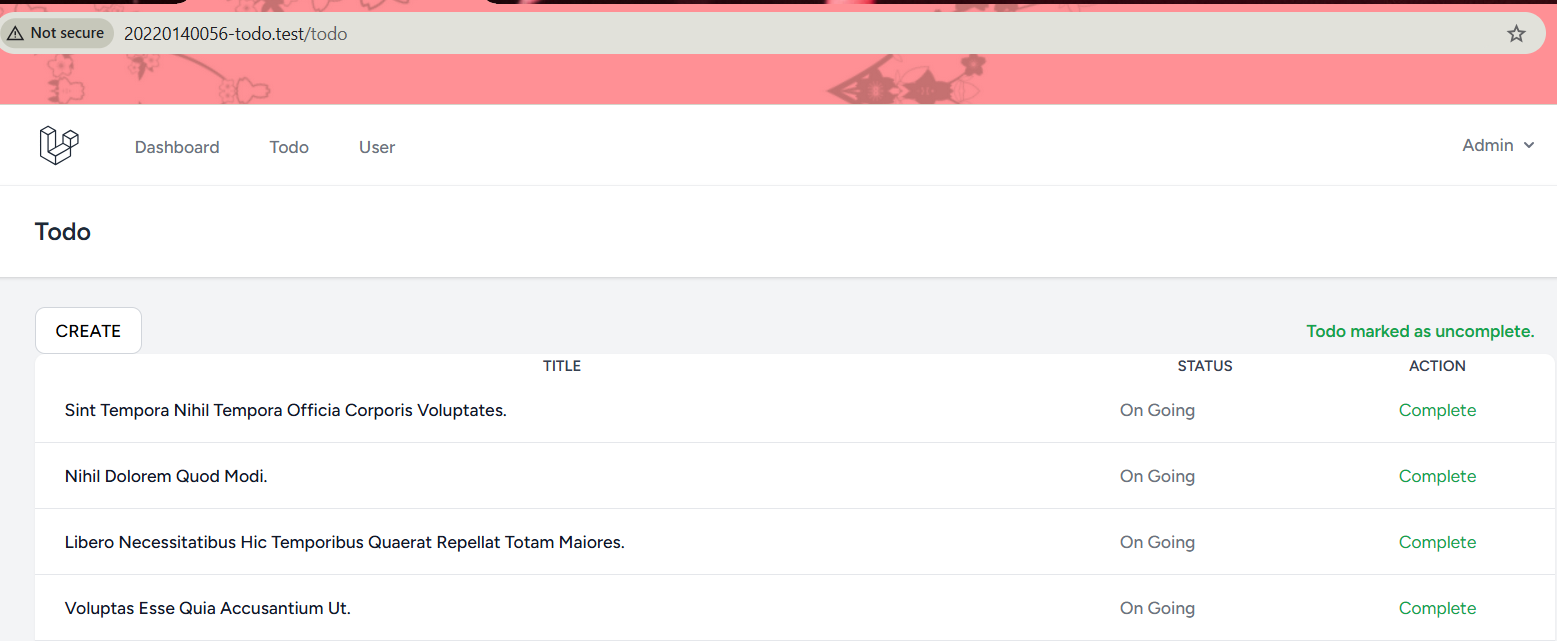 Not secure 20220140056-todo.test/todo
Dashboard Todo User Admin
Todo
CREATE Todo marked as uncomplete.
TITLE STATUS ACTION
Sint Tempora Nihil Tempora Officia Corporis Voluptates. On Going Complete
Nihil Dolorem Quod Modi. On Going Complete
Libero Necessitatibus Hic Temporibus Quaerat Repellat Totam Maiores. On Going Complete
Voluptas Esse Quia Accusantium Ut. On Going Complete